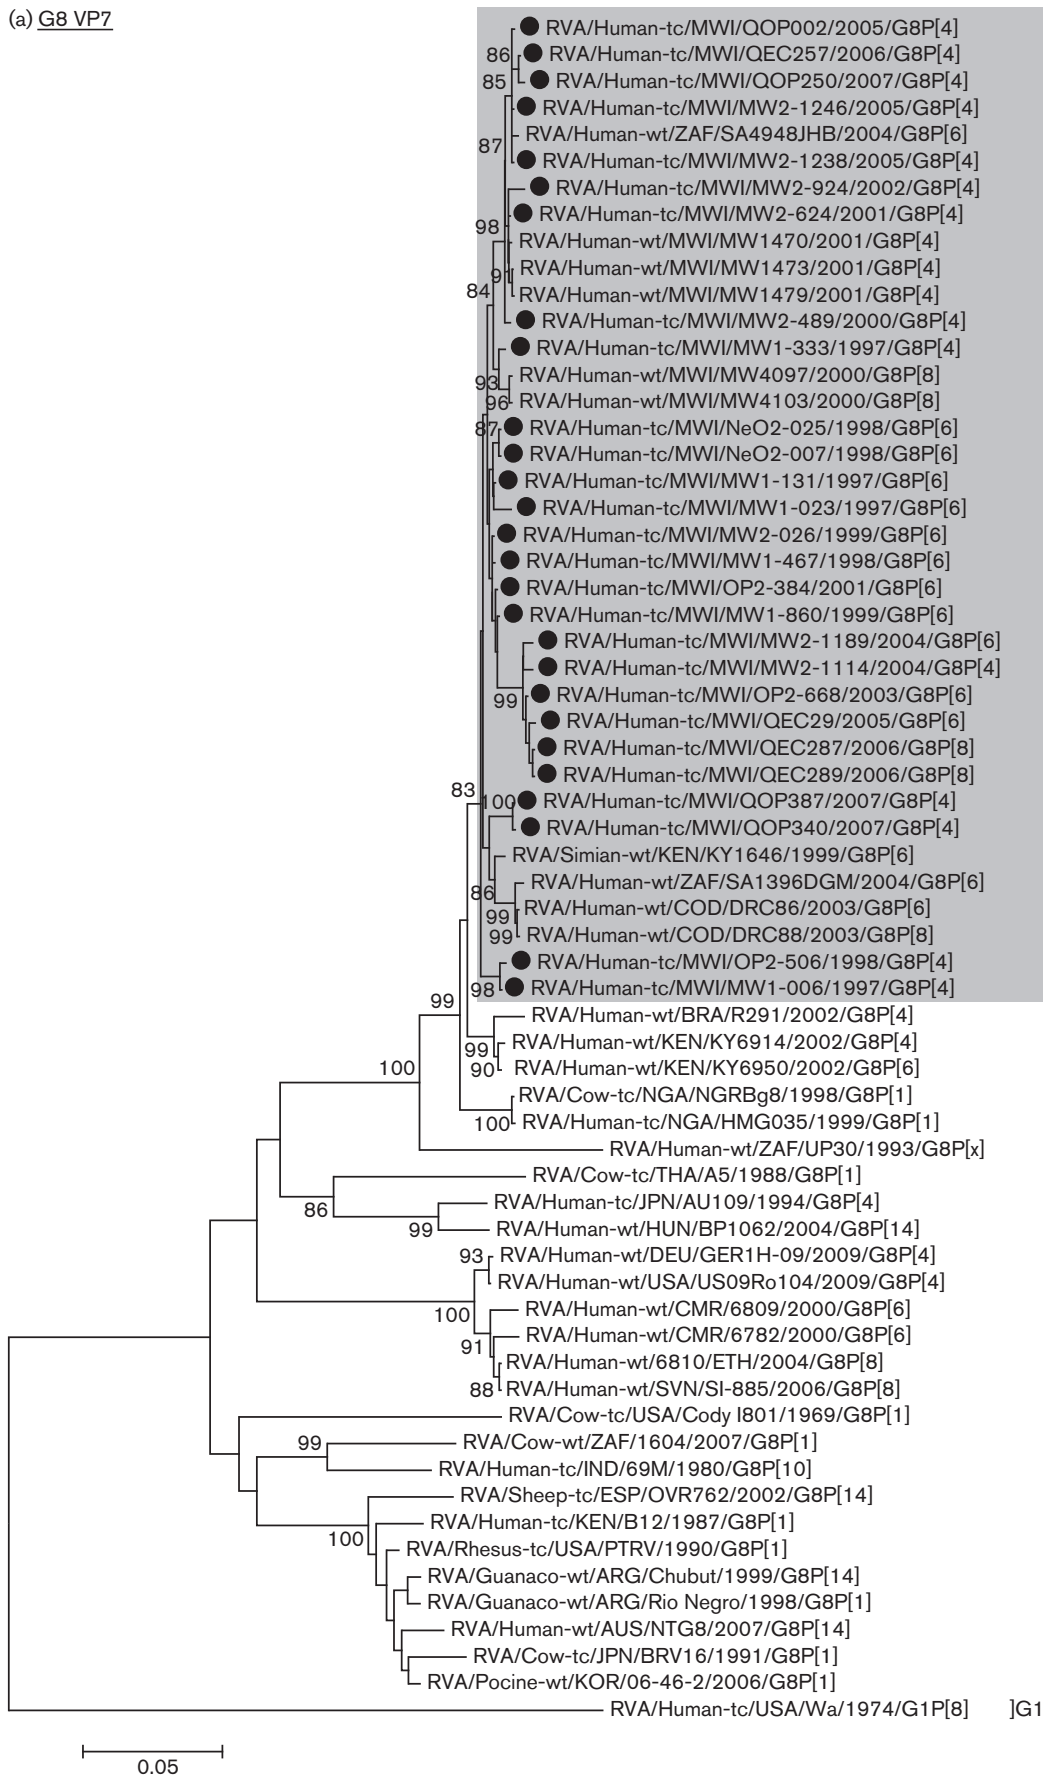 (a) G8 VP7
RVA/Human-tc/MWI/QOP002/2005/G8P[4]
86
RVA/Human-tc/MWI/QEC257/2006/G8P[4]
85
RVA/Human-tc/MWI/QOP250/2007/G8P[4]
RVA/Human-tc/MWI/MW2-1246/2005/G8P[4]
RVA/Human-wt/ZAF/SA4948JHB/2004/G8P[6]
87
RVA/Human-tc/MWI/MW2-1238/2005/G8P[4]
RVA/Human-tc/MWI/MW2-924/2002/G8P[4]
RVA/Human-tc/MWI/MW2-624/2001/G8P[4]
98
RVA/Human-wt/MWI/MW1470/2001/G8P[4]
RVA/Human-wt/MWI/MW1473/2001/G8P[4]
91
84
RVA/Human-wt/MWI/MW1479/2001/G8P[4]
RVA/Human-tc/MWI/MW2-489/2000/G8P[4]
RVA/Human-tc/MWI/MW1-333/1997/G8P[4]
RVA/Human-wt/MWI/MW4097/2000/G8P[8]
93
RVA/Human-wt/MWI/MW4103/2000/G8P[8]
96
87
RVA/Human-tc/MWI/NeO2-025/1998/G8P[6]
RVA/Human-tc/MWI/NeO2-007/1998/G8P[6]
RVA/Human-tc/MWI/MW1-131/1997/G8P[6]
RVA/Human-tc/MWI/MW1-023/1997/G8P[6]
RVA/Human-tc/MWI/MW2-026/1999/G8P[6]
RVA/Human-tc/MWI/MW1-467/1998/G8P[6]
RVA/Human-tc/MWI/OP2-384/2001/G8P[6]
RVA/Human-tc/MWI/MW1-860/1999/G8P[6]
RVA/Human-tc/MWI/MW2-1189/2004/G8P[6]
RVA/Human-tc/MWI/MW2-1114/2004/G8P[4]
99
RVA/Human-tc/MWI/OP2-668/2003/G8P[6]
RVA/Human-tc/MWI/QEC29/2005/G8P[6]
RVA/Human-tc/MWI/QEC287/2006/G8P[8]
RVA/Human-tc/MWI/QEC289/2006/G8P[8]
83
100
RVA/Human-tc/MWI/QOP387/2007/G8P[4]
RVA/Human-tc/MWI/QOP340/2007/G8P[4]
RVA/Simian-wt/KEN/KY1646/1999/G8P[6]
RVA/Human-wt/ZAF/SA1396DGM/2004/G8P[6]
86
RVA/Human-wt/COD/DRC86/2003/G8P[6]
99
RVA/Human-wt/COD/DRC88/2003/G8P[8]
99
RVA/Human-tc/MWI/OP2-506/1998/G8P[4]
98
RVA/Human-tc/MWI/MW1-006/1997/G8P[4]
99
RVA/Human-wt/BRA/R291/2002/G8P[4]
RVA/Human-wt/KEN/KY6914/2002/G8P[4]
99
RVA/Human-wt/KEN/KY6950/2002/G8P[6]
90
100
RVA/Cow-tc/NGA/NGRBg8/1998/G8P[1]
RVA/Human-tc/NGA/HMG035/1999/G8P[1]
100
RVA/Human-wt/ZAF/UP30/1993/G8P[x]
RVA/Cow-tc/THA/A5/1988/G8P[1]
86
RVA/Human-tc/JPN/AU109/1994/G8P[4]
99
RVA/Human-wt/HUN/BP1062/2004/G8P[14]
93
RVA/Human-wt/DEU/GER1H-09/2009/G8P[4]
RVA/Human-wt/USA/US09Ro104/2009/G8P[4]
100
RVA/Human-wt/CMR/6809/2000/G8P[6]
RVA/Human-wt/CMR/6782/2000/G8P[6]
91
RVA/Human-wt/6810/ETH/2004/G8P[8]
88
RVA/Human-wt/SVN/SI-885/2006/G8P[8]
RVA/Cow-tc/USA/Cody I801/1969/G8P[1]
99
RVA/Cow-wt/ZAF/1604/2007/G8P[1]
RVA/Human-tc/IND/69M/1980/G8P[10]
RVA/Sheep-tc/ESP/OVR762/2002/G8P[14]
100
RVA/Human-tc/KEN/B12/1987/G8P[1]
RVA/Rhesus-tc/USA/PTRV/1990/G8P[1]
RVA/Guanaco-wt/ARG/Chubut/1999/G8P[14]
RVA/Guanaco-wt/ARG/Rio Negro/1998/G8P[1]
RVA/Human-wt/AUS/NTG8/2007/G8P[14]
RVA/Cow-tc/JPN/BRV16/1991/G8P[1]
RVA/Pocine-wt/KOR/06-46-2/2006/G8P[1]
RVA/Human-tc/USA/Wa/1974/G1P[8] ]G1
0.05